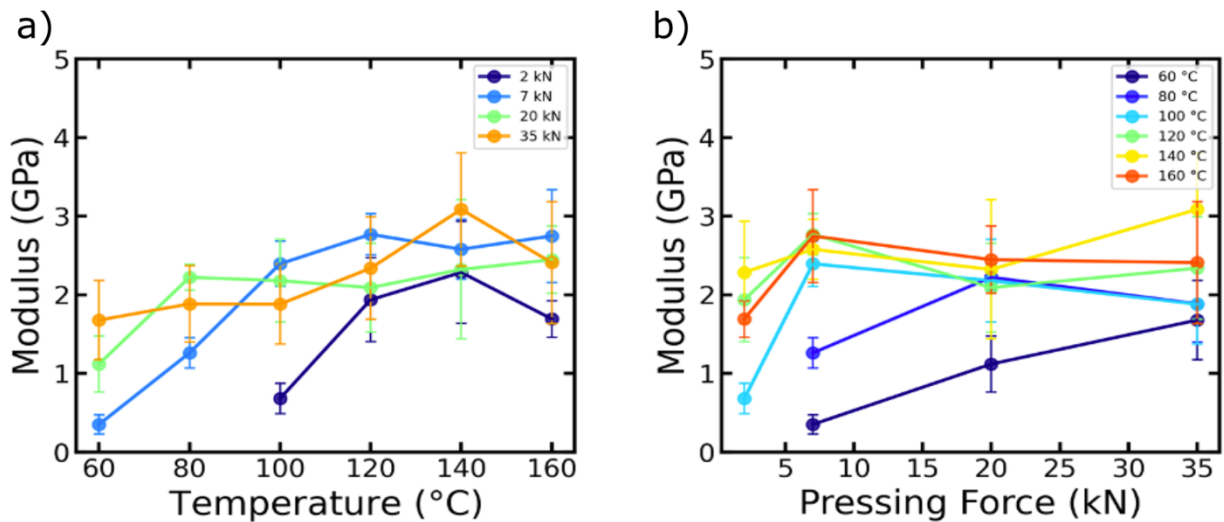 a)
5
4
3
2
1
0
Modulus (GPa)
2 kN
7 kN
20 kN
35 kN
60 80 100 120 140 160
Temperature (°C)
b)
5
4
3
2
1
0
Modulus (GPa)
60 °C
80 °C
100 °C
120 °C
140 °C
160 °C
5 10 15 20 25 30 35
Pressing Force (kN)